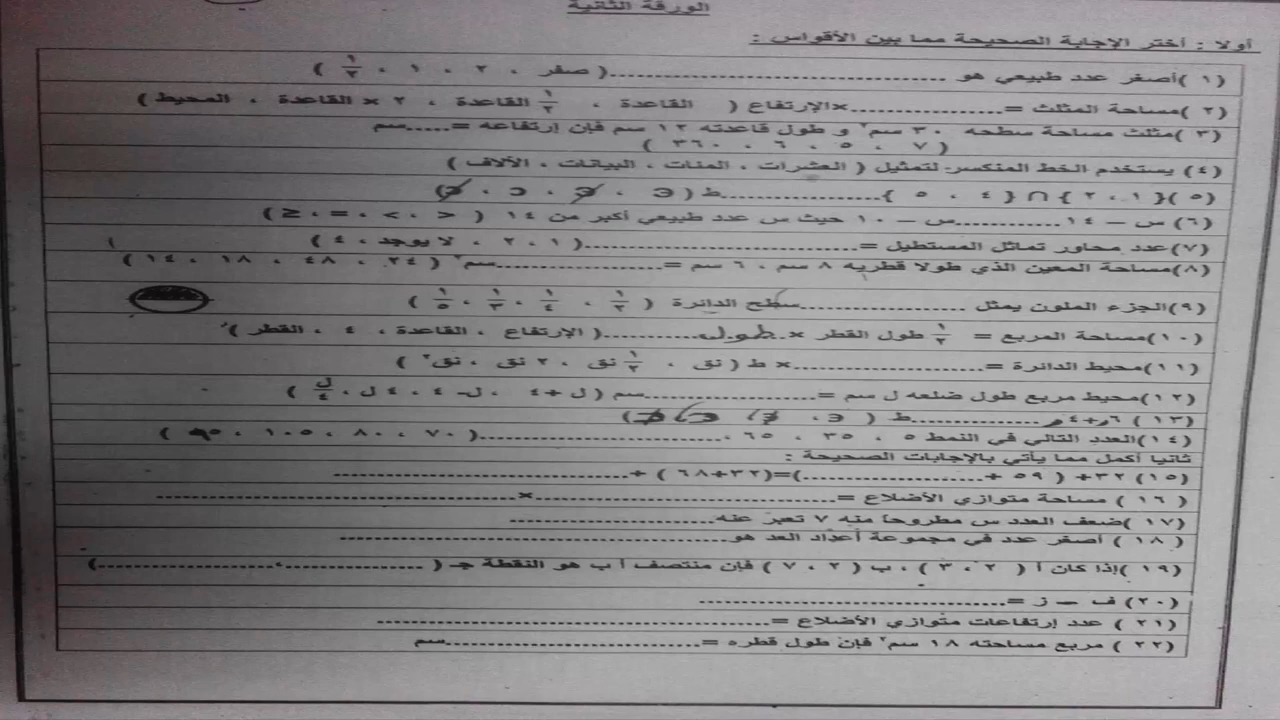 الورقة الثانية
أولا : أختر الإجابة الصحيحة مما بين الأقواس :
(١) أصغر عدد طبيعي هو ........................ ( صفر ، ٢ ، ١ ، ١/٢ )
(٢) مساحة المثلث = ..................×الإرتفاع ( القاعدة ، ١/٢ القاعدة ، ٢ × القاعدة ، المحيط )
(٣) مثلث مساحة سطحه ٣٠ سم٢ و طول قاعدته ١٢ سم فإن إرتفاعه =.....سم
( ٧ ، ٥ ، ٦ ، ٣٦٠ )
(٤) يستخدم الخط المنكسر لتمثيل ( العشرات ، المئات ، البيانات ، الآلاف )
(٥) { ١ ، ٢ } ∩ { ٤ ، ٥ }..................ط ( ∈ ، ∉ ، ⊂ ، ⊄ )
(٦) س – ١٤ ............س – ١٠ حيث س عدد طبيعي أكبر من ١٤ ( < ، > ، = ، ≤ )
(٧) عدد محاور تماثل المستطيل =..............................( ١ ، ٢ ، لا يوجد ، ٤ )
(٨) مساحة المعين الذي طولا قطريه ٨ سم ، ٦ سم =..................سم٢ ( ٢٤ ، ٤٨ ، ١٨ ، ١٤ )
(٩) الجزء الملون يمثل ..................سطح الدائرة ( ١/٢ ، ١/٤ ، ١/٣ ، ١/٥ )
(١٠) مساحة المربع = ١/٢ طول القطر × طول............( الإرتفاع ، القاعدة ، ٤ ، القطر )
(١١) محيط الدائرة =.....................× ط ( نق ، ١/٢ نق ، ٢ نق ، نق٢ )
(١٢) محيط مربع طول ضلعه ل سم =...................سم ( ل +٤ ، ل– ٤ ، ٤ ل ، ل/٤ )
(١٣) ..............ط ( ∈ ،
(١٤) العدد التالي في النمط ٥ ، ٣٥ ، ٦٥ ، ..........................( ٧٠ ، ٨٠ ، ١٠٥ ، ٩٥ )
ثانيا أكمل مما يأتي بالإجابات الصحيحة :
(١٥) ٣٢+ ( ٥٩ +....................)=(٣٢+٦٨ ) +..............................
(١٦ ) مساحة متوازي الأضلاع =..............................×..............................
(١٧ ) ضعف العدد س مطروحا منه ٧ تعبر عنه........................
(١٨ ) أصغر عدد في مجموعة أعداد العد هو........................................
(١٩ ) إذا كان أ ( ٢ ، ٣ ) ، ب ( ٢ ، ٧ ) فإن منتصف أ ب هو النقطة جـ ( ................،..................)
(٢٠) ف – ز =................................
(٢١ ) عدد إرتفاعات متوازي الأضلاع =........................................
(٢٢ ) مربع مساحته ١٨ سم٢ فإن طول قطره =..........................سم